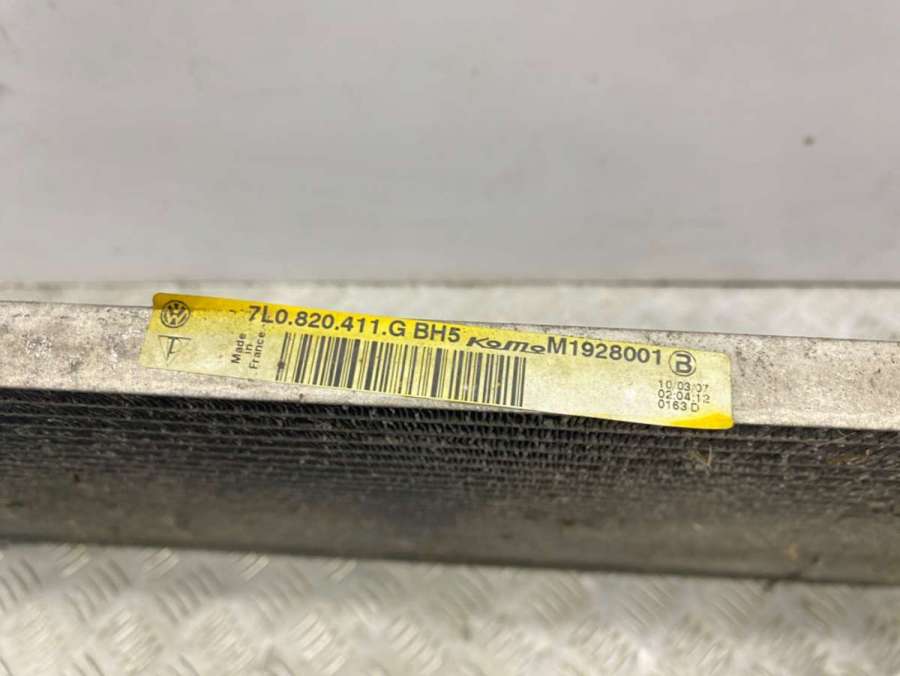 7L0.820.411.G BH5 Komo M1928001 B
Made
in
France
10/03/07
02:04:12
0163 D